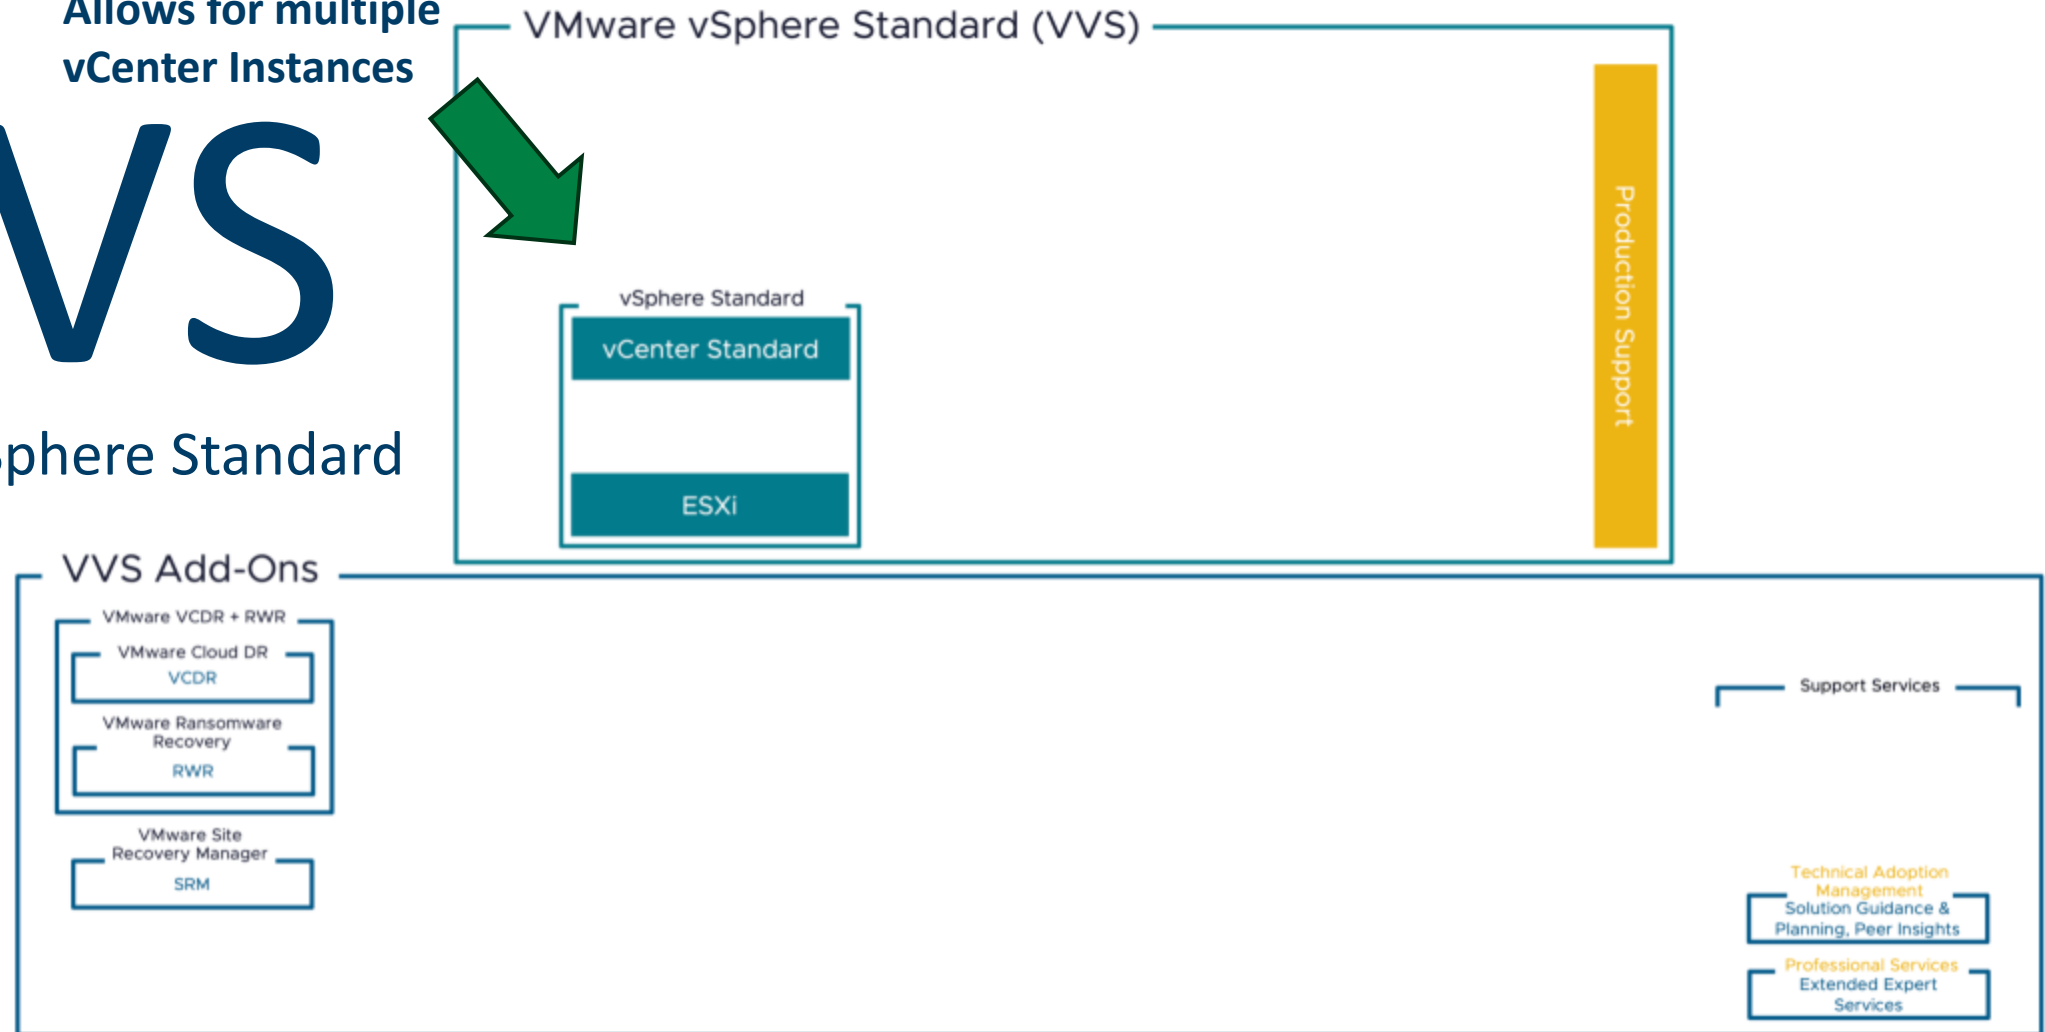 Allows for multiple
vCenter Instances
VS
phere Standard
VMware vSphere Standard (VVS)
vSphere Standard
vCenter Standard
ESXi
Production Support
VVS Add-Ons
VMware VCDR + RWR
VMware Cloud DR
VCDR
VMware Ransomware
Recovery
RWR
VMware Site
Recovery Manager
SRM
Support Services
Technical Adoption
Management
Solution Guidance &
Planning, Peer Insights
Professional Services
Extended Expert
Services